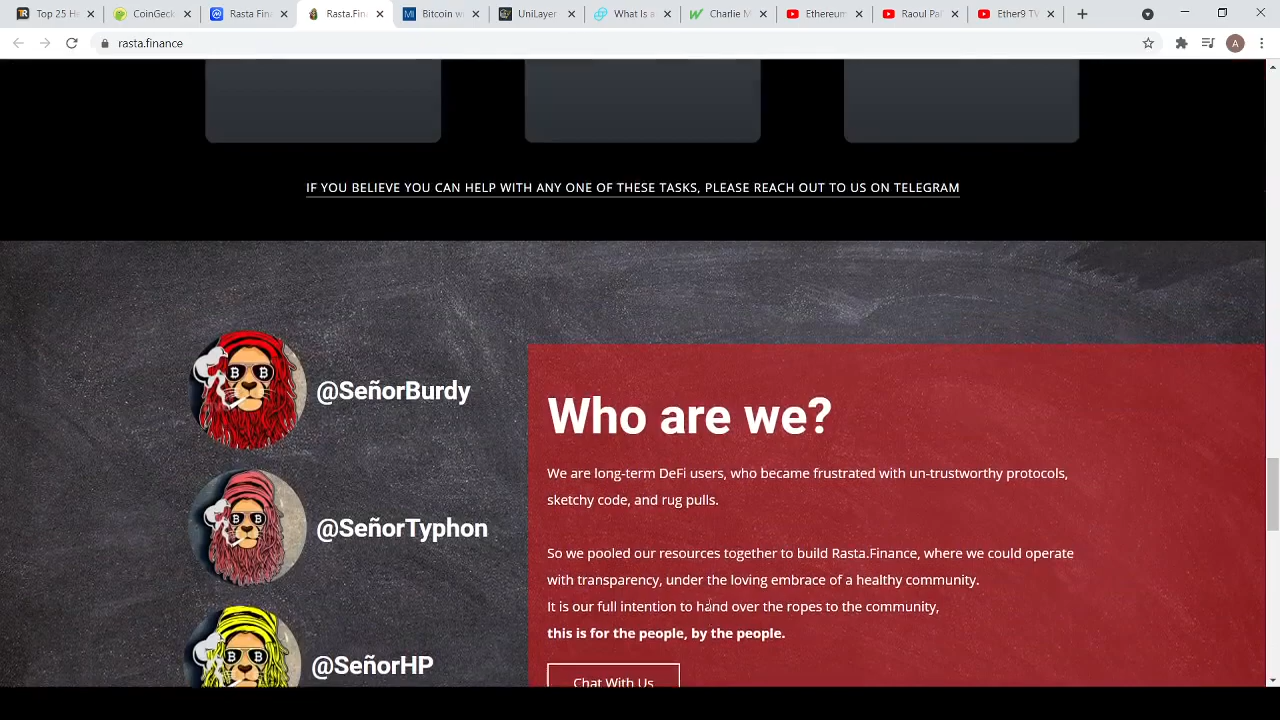 Top 25 He
CoinGeck
Rasta Fin
Rasta.Fin
Bitcoin w
UniLayer
What Is a
Charlie M
Ethereum
Raoul Pa
Ether9 TV
rasta.finance
A
IF YOU BELIEVE YOU CAN HELP WITH ANY ONE OF THESE TASKS, PLEASE REACH OUT TO US ON TELEGRAM
@SeñorBurdy
@SeñorTyphon
@SeñorHP
Who are we?
We are long-term DeFi users, who became frustrated with un-trustworthy protocols,
sketchy code, and rug pulls.
So we pooled our resources together to build Rasta.Finance, where we could operate
with transparency, under the loving embrace of a healthy community.
It is our full intention to hand over the ropes to the community,
this is for the people, by the people.
Chat With Us